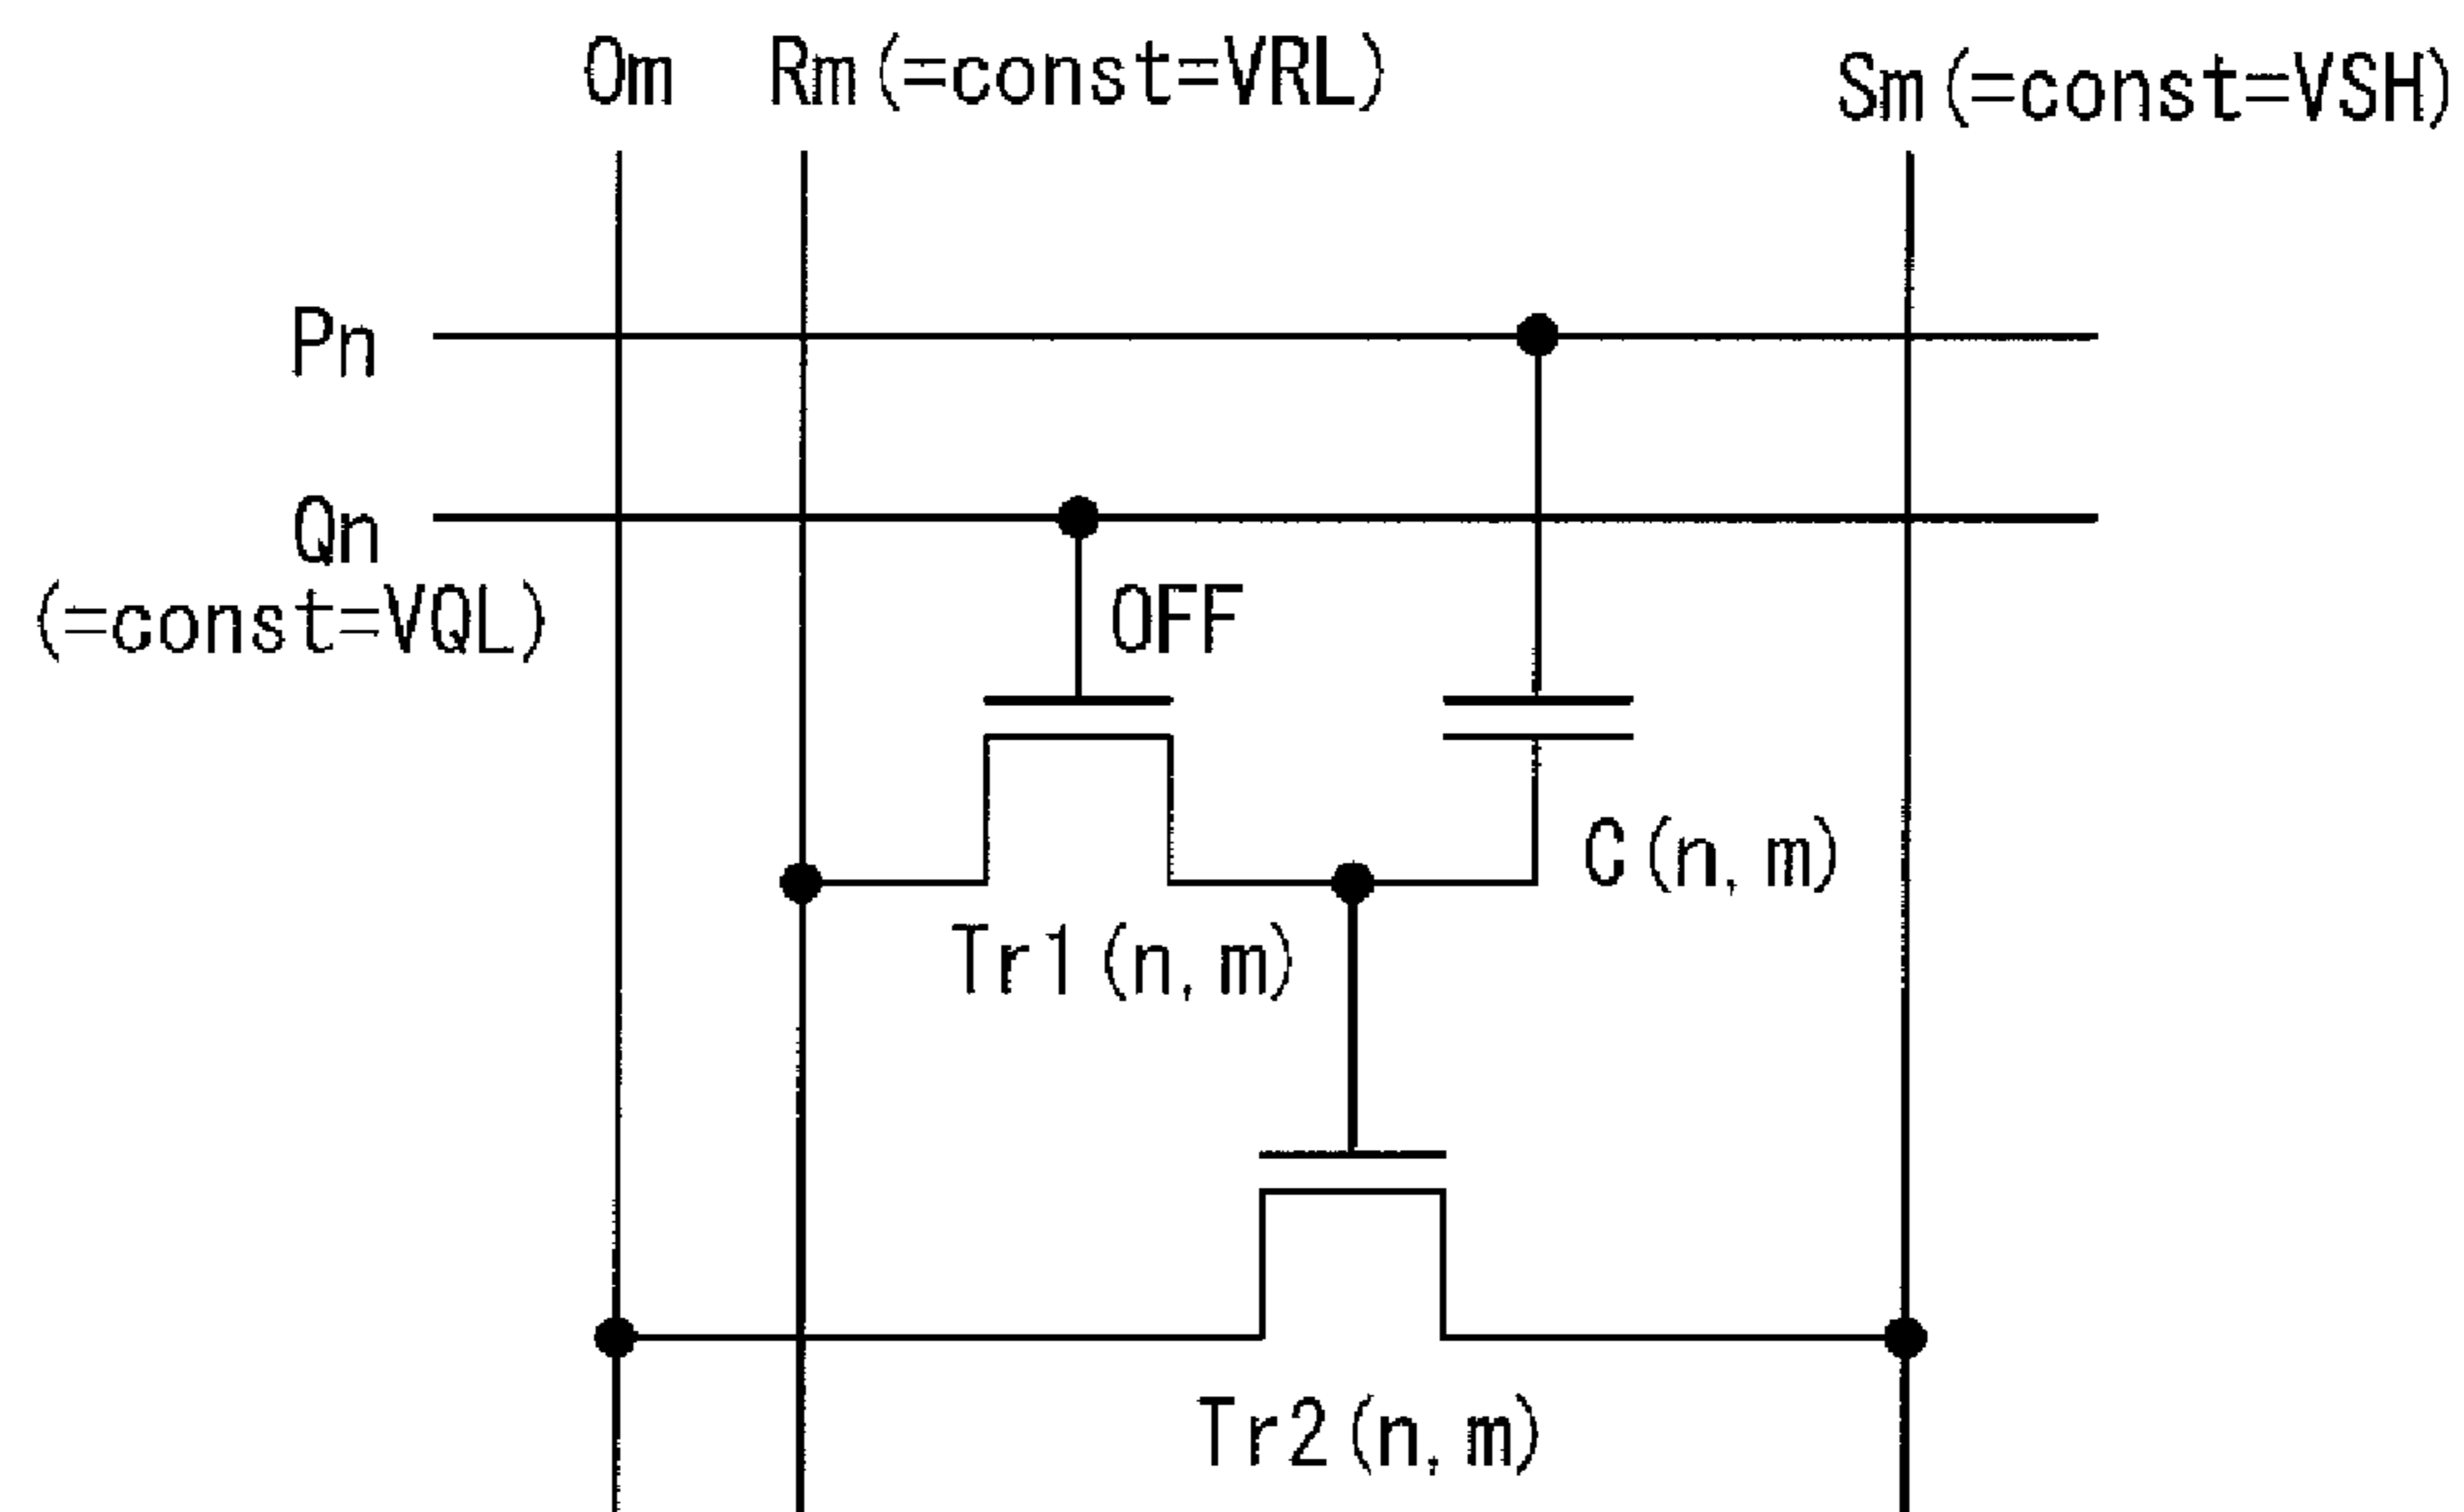 Om
Rm(=const=VRL)
Sm(=const=VSH)
Pn
Qn
(=const=VQL)
OFF
C(n,m)
Tr1(n,m)
Tr2(n,m)